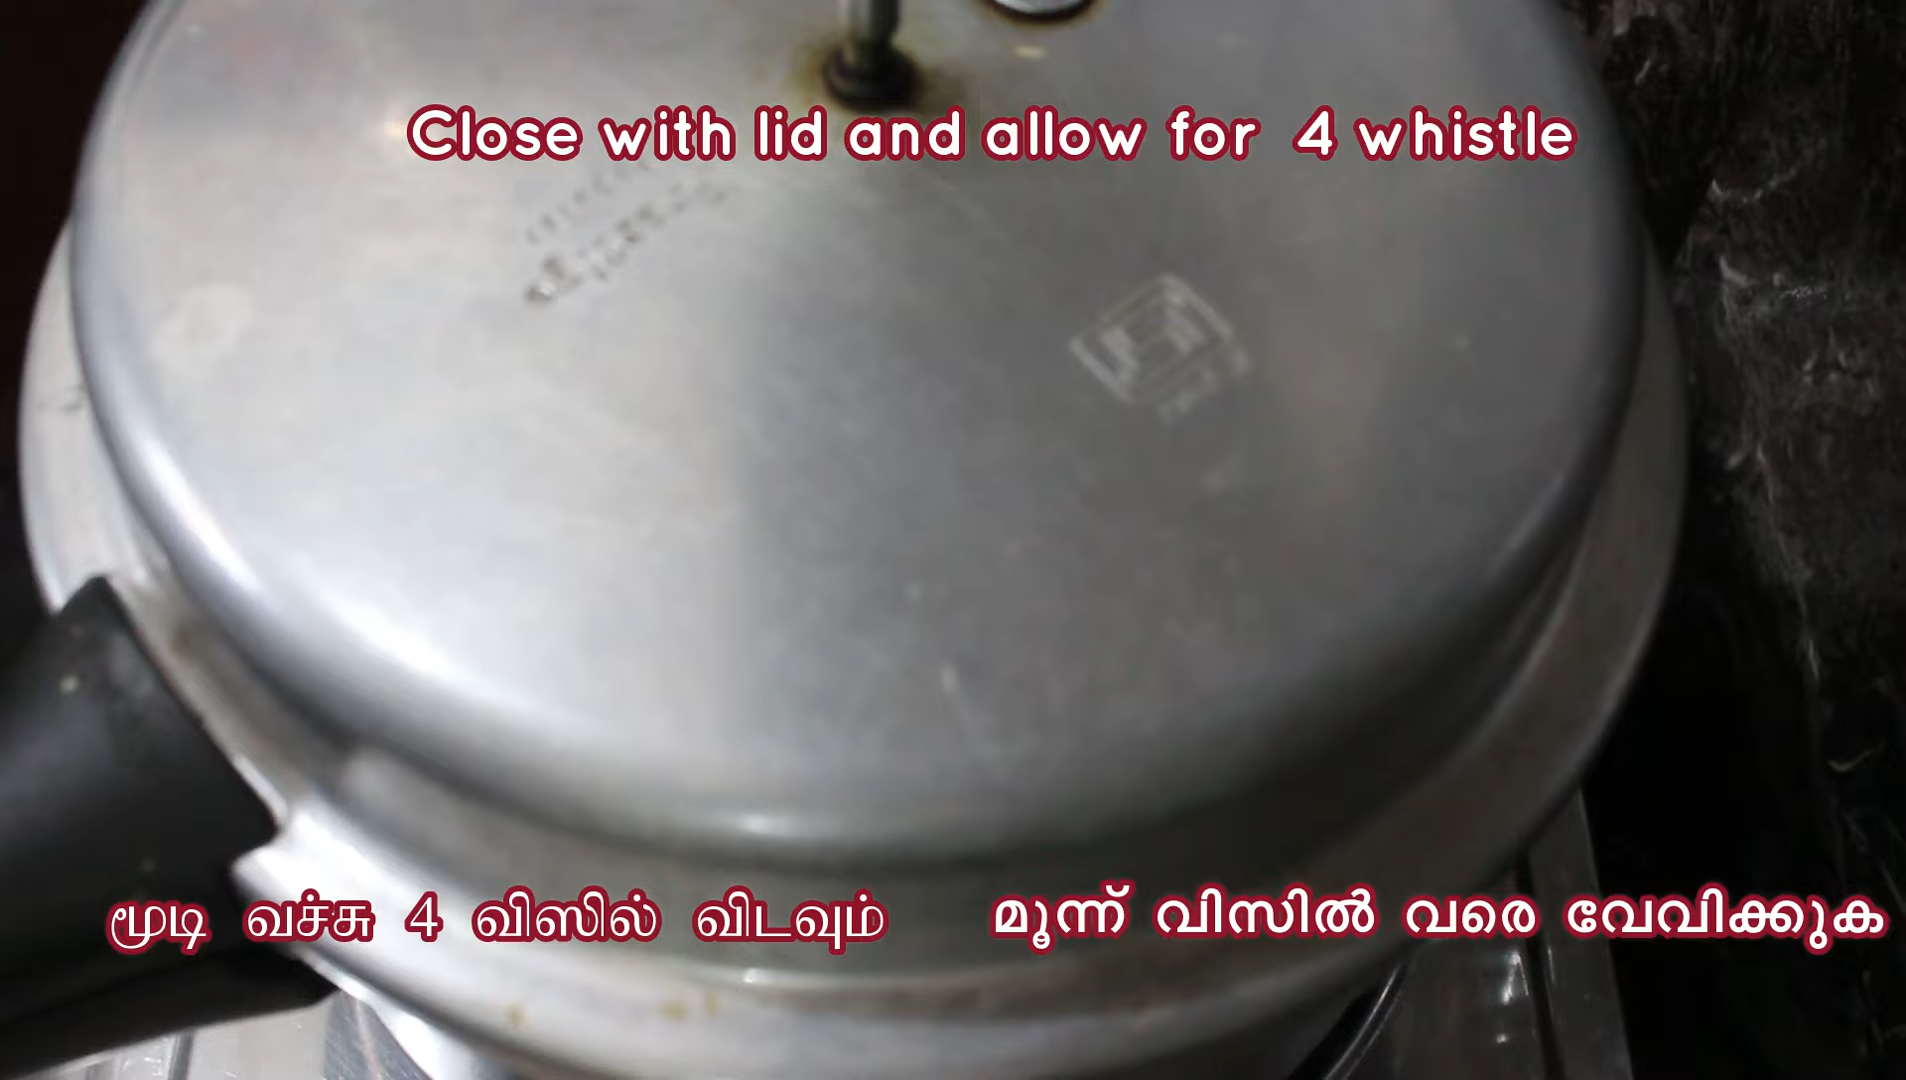 Close with lid and allow for 4 whistle
மூடி வச்சு 4 விஸில் விடவும்
മൂന്ന് വിസിൽ വരെ വേവിക്കുക